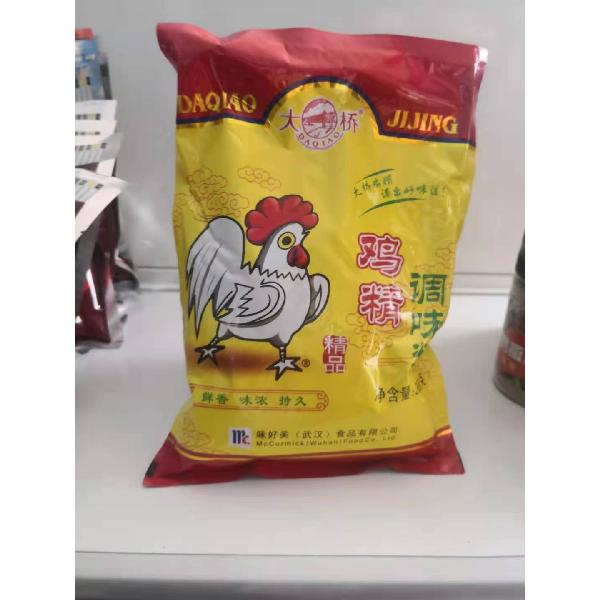 DAQIAO
JIJING
大桥®
DAQIAO
大桥鸡精
调出好味道!
鸡精
调味料
精品
®
鲜香 味浓 持久
净含量:
mc
味好美(武汉)食品有限公司
McCormick(Wuhan)Food Co., Ltd